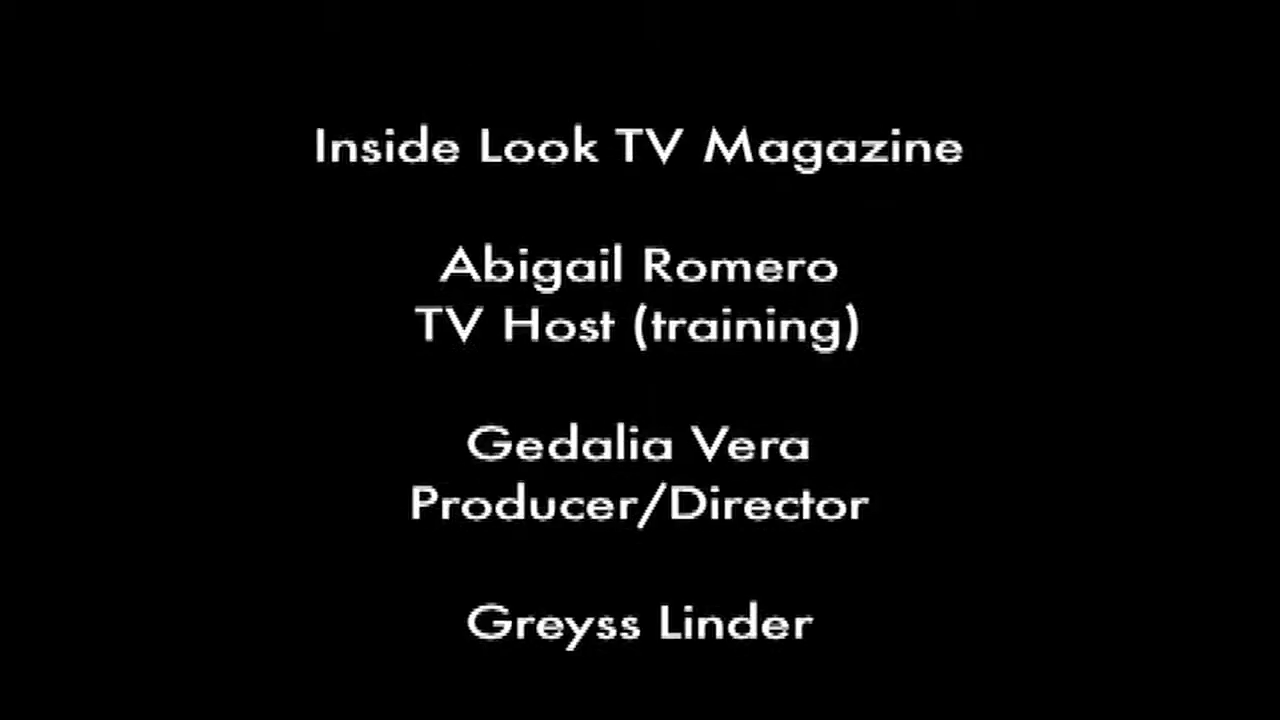 Inside Look TV Magazine
Abigail Romero
TV Host (training)
Gedalia Vera
Producer/Director
Greyss Linder